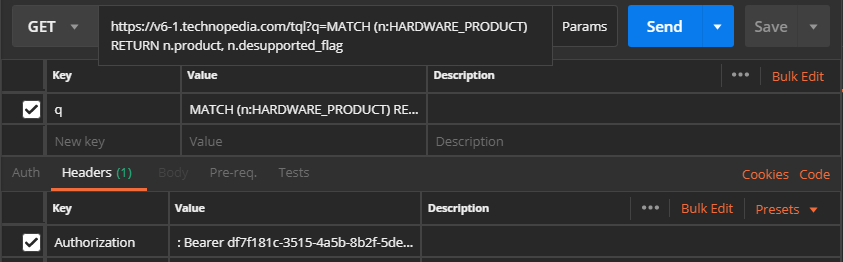 GET
https://v6-1.technopedia.com/tql?q=MATCH (n:HARDWARE_PRODUCT)
RETURN n.product, n.desupported_flag
Params
Send
Save
Key Value Description ••• Bulk Edit
q MATCH (n:HARDWARE_PRODUCT) RE...
New key Value Description
Auth Headers (1) Body Pre-req. Tests Cookies Code
Key Value Description ••• Bulk Edit Presets
Authorization : Bearer df7f181c-3515-4a5b-8b2f-5de...